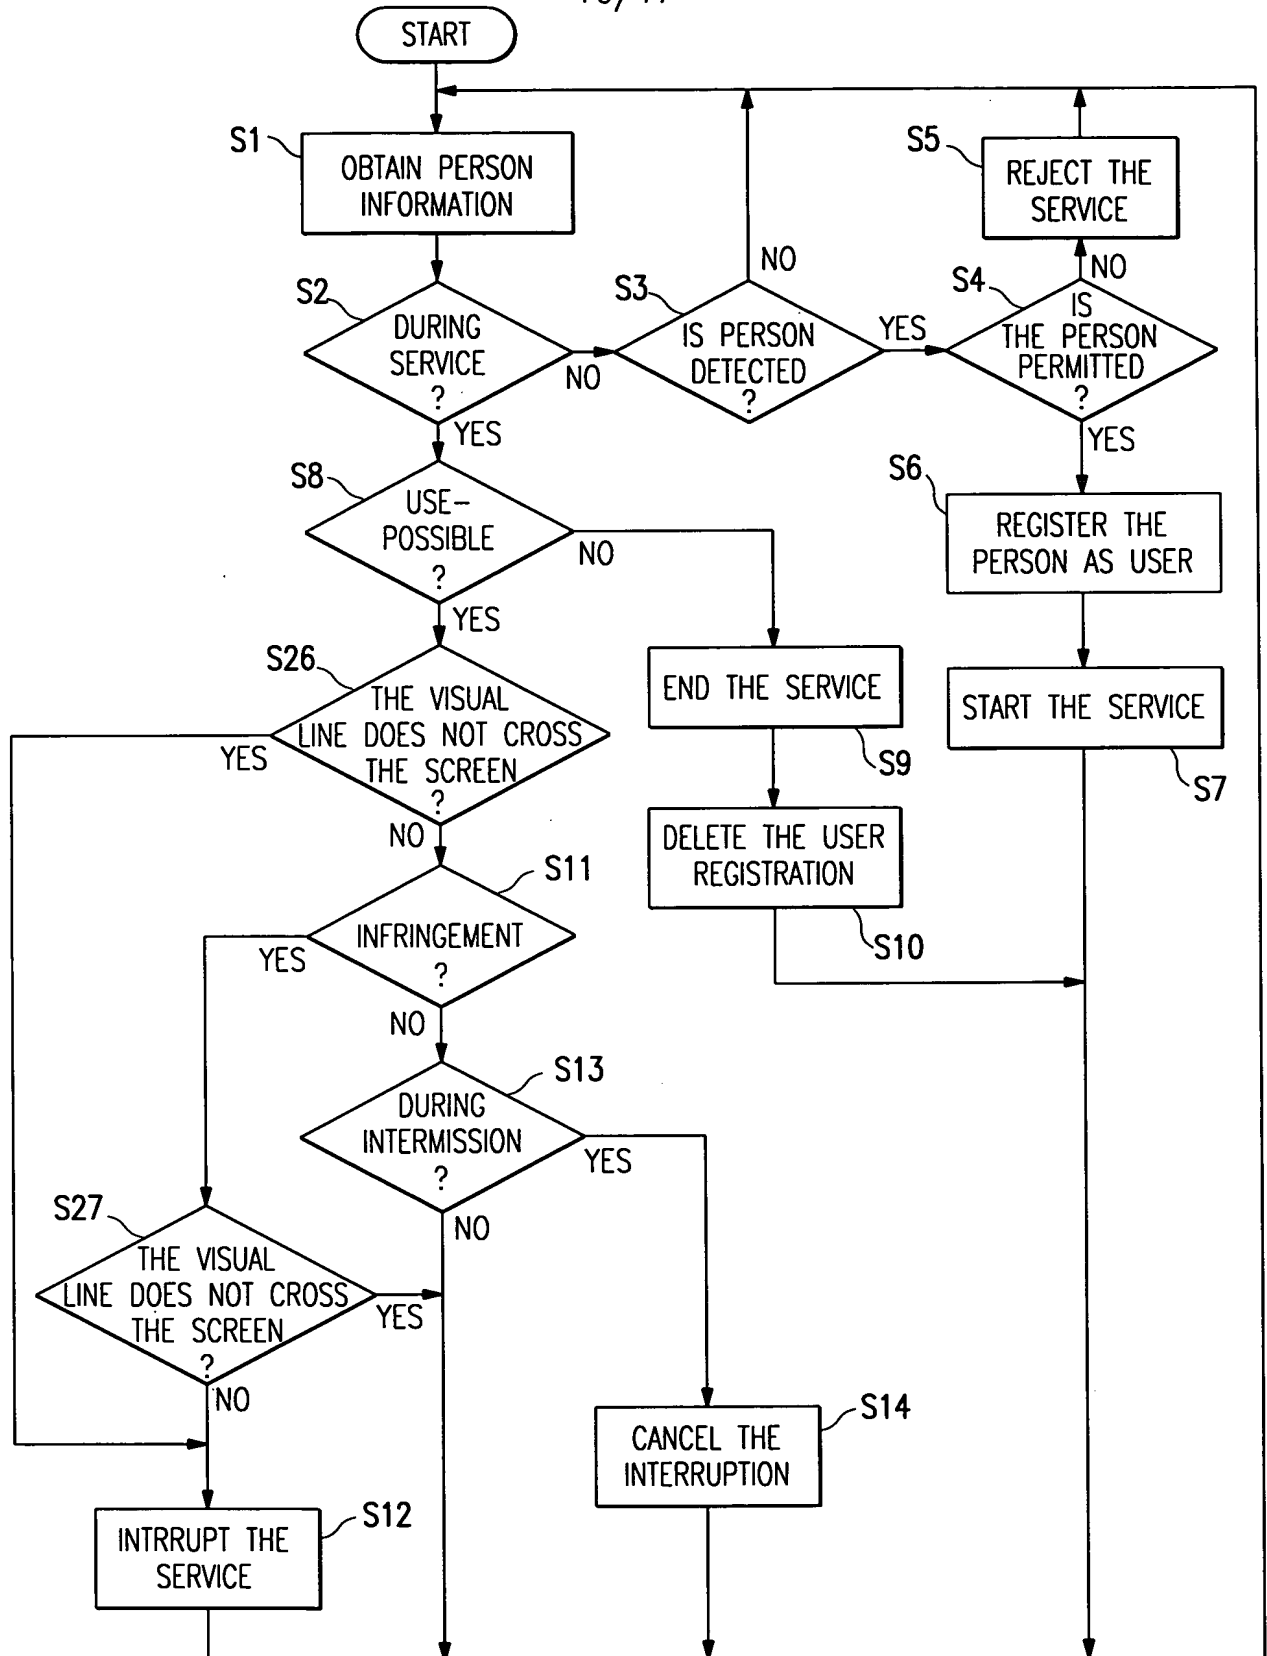 START
S1
OBTAIN PERSON
INFORMATION
S2
DURING
SERVICE
?
NO
YES
S3
IS PERSON
DETECTED
?
NO
YES
S4
IS
THE PERSON
PERMITTED
?
NO
YES
S5
REJECT THE
SERVICE
S6
REGISTER THE
PERSON AS USER
START THE SERVICE
S7
S8
USE-
POSSIBLE
?
NO
YES
END THE SERVICE
S9
DELETE THE USER
REGISTRATION
S10
S26
THE VISUAL
LINE DOES NOT CROSS
THE SCREEN
?
YES
NO
S11
INFRINGEMENT
?
YES
NO
S13
DURING
INTERMISSION
?
YES
NO
S27
THE VISUAL
LINE DOES NOT CROSS
THE SCREEN
?
YES
NO
S14
CANCEL THE
INTERRUPTION
S12
INTRRUPT THE
SERVICE